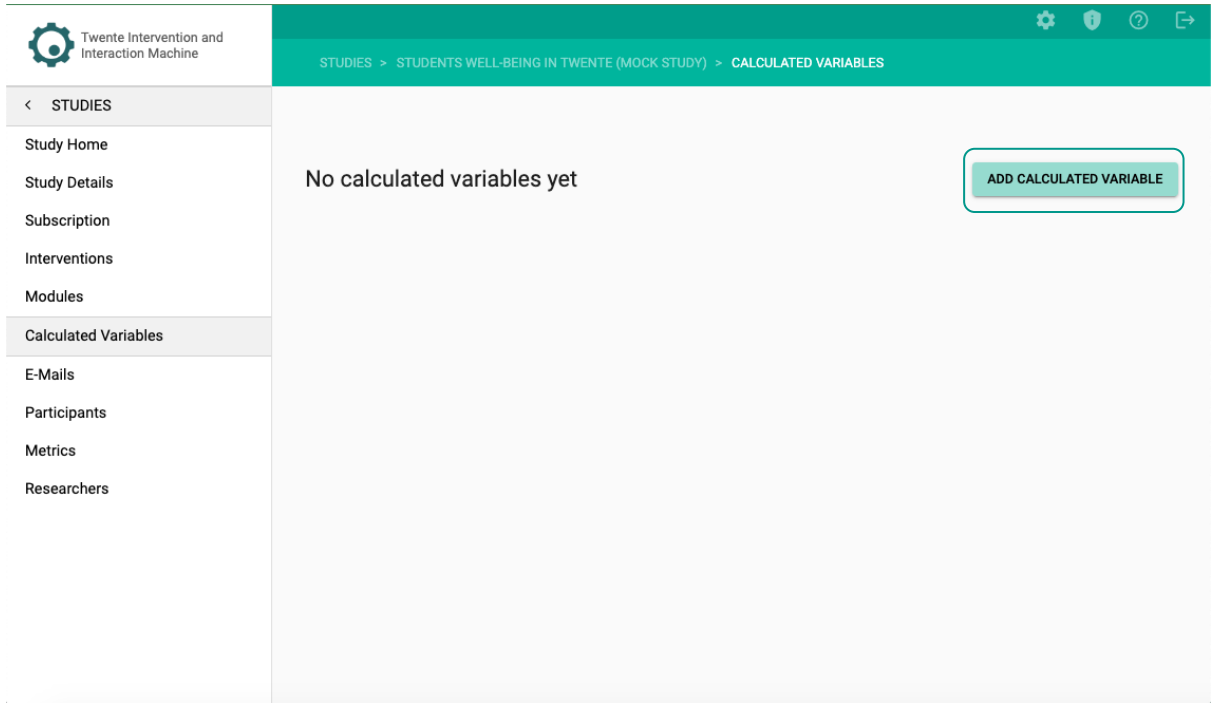 Twente Intervention and
Interaction Machine
STUDIES > STUDENTS WELL-BEING IN TWENTE (MOCK STUDY) > CALCULATED VARIABLES
< STUDIES
Study Home
Study Details
Subscription
Interventions
Modules
Calculated Variables
E-Mails
Participants
Metrics
Researchers
No calculated variables yet
ADD CALCULATED VARIABLE